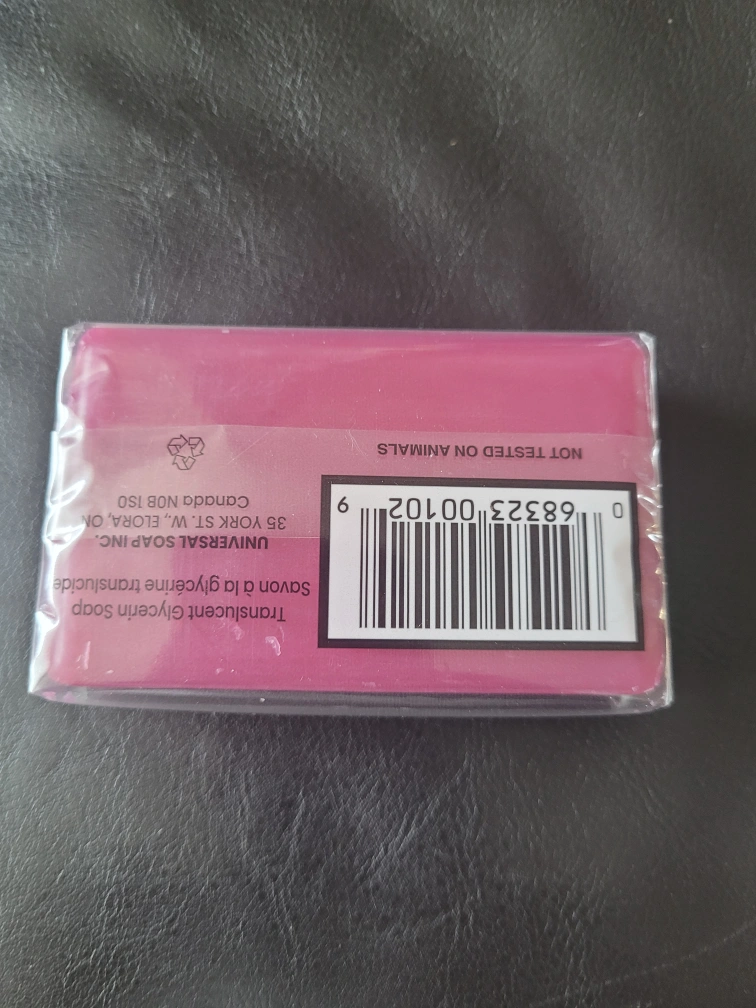 Translucent Glycerin Soap
Savon à la glycérine translucide
UNIVERSAL SOAP INC.
35 YORK ST. W., ELORA, ON
Canada N0B 1S0
0 68323 00102 9
NOT TESTED ON ANIMALS